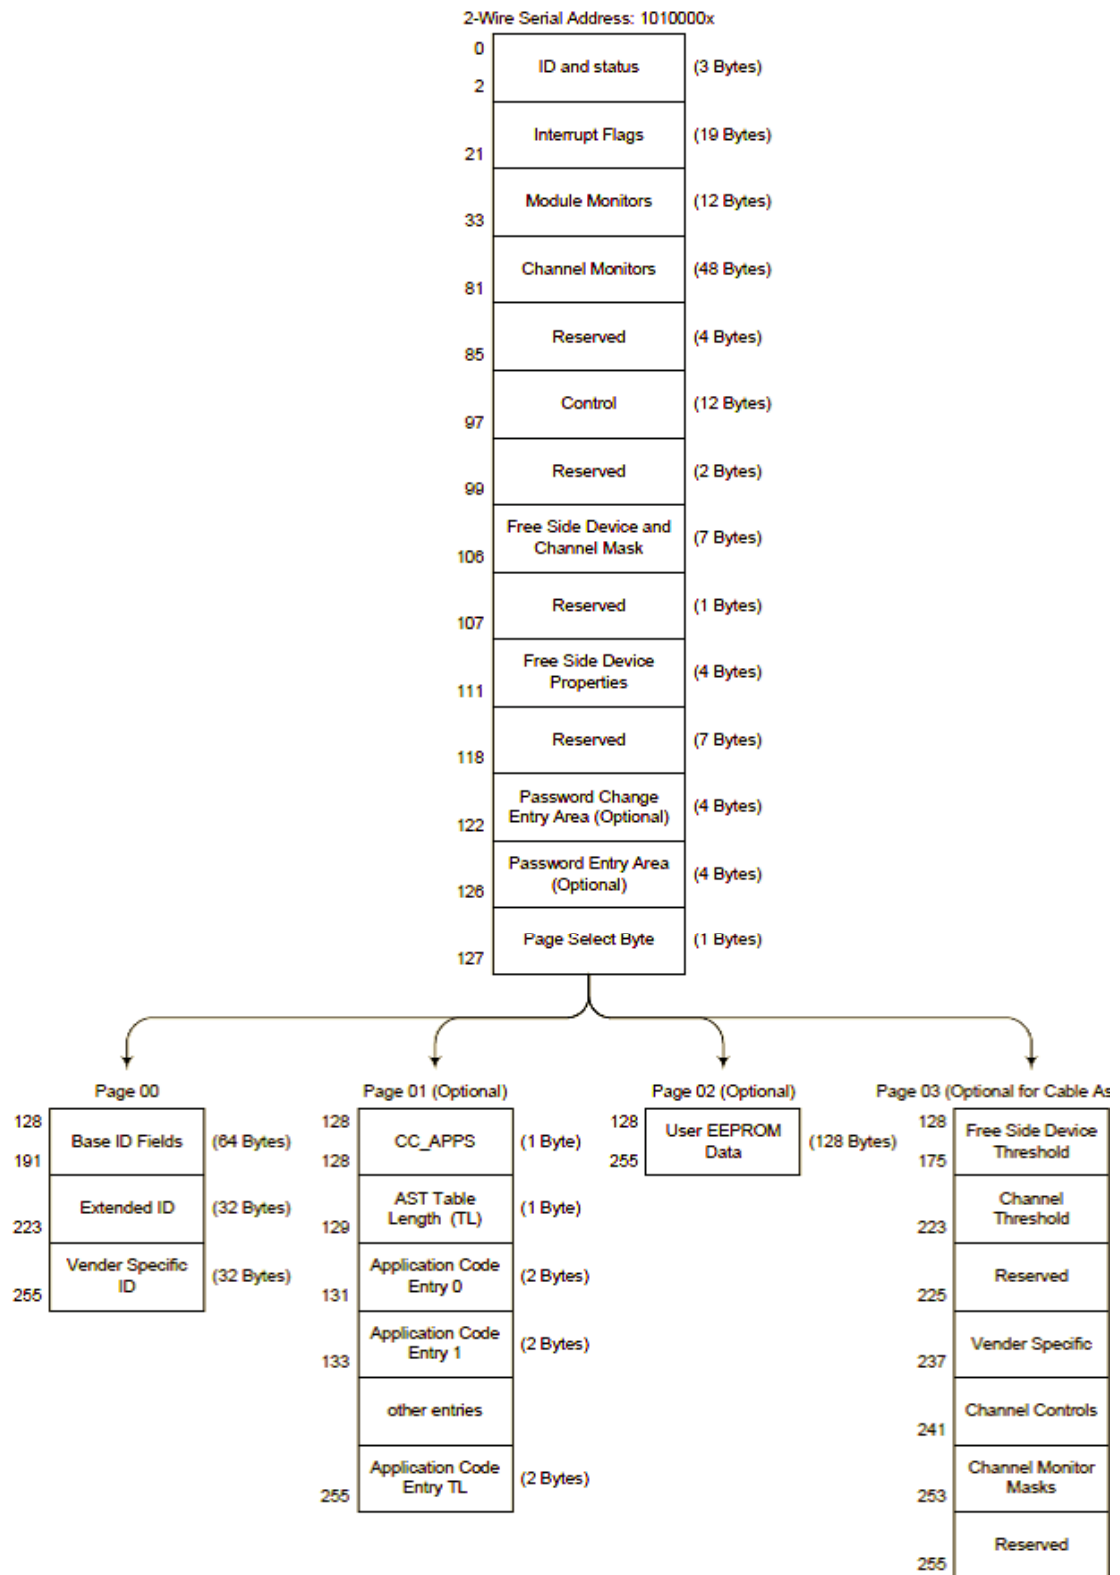 2-Wire Serial Address: 1010000x
0
ID and status
(3 Bytes)
2
Interrupt Flags
(19 Bytes)
21
Module Monitors
(12 Bytes)
33
Channel Monitors
(48 Bytes)
81
Reserved
(4 Bytes)
85
Control
(12 Bytes)
97
Reserved
(2 Bytes)
99
Free Side Device and
Channel Mask
(7 Bytes)
106
Reserved
(1 Bytes)
107
Free Side Device
Properties
(4 Bytes)
111
Reserved
(7 Bytes)
118
Password Change
Entry Area (Optional)
(4 Bytes)
122
Password Entry Area
(Optional)
(4 Bytes)
126
Page Select Byte
(1 Bytes)
127
Page 00
128
Base ID Fields
(64 Bytes)
191
Extended ID
(32 Bytes)
223
Vender Specific
ID
(32 Bytes)
255
Page 01 (Optional)
128
CC_APPS
(1 Byte)
128
AST Table
Length (TL)
(1 Byte)
129
Application Code
Entry 0
(2 Bytes)
131
Application Code
Entry 1
(2 Bytes)
133
other entries
Application Code
Entry TL
(2 Bytes)
255
Page 02 (Optional)
128
User EEPROM
Data
(128 Bytes)
255
Page 03 (Optional for Cable As
128
Free Side Device
Threshold
175
Channel
Threshold
223
Reserved
225
Vender Specific
237
Channel Controls
241
Channel Monitor
Masks
253
Reserved
255